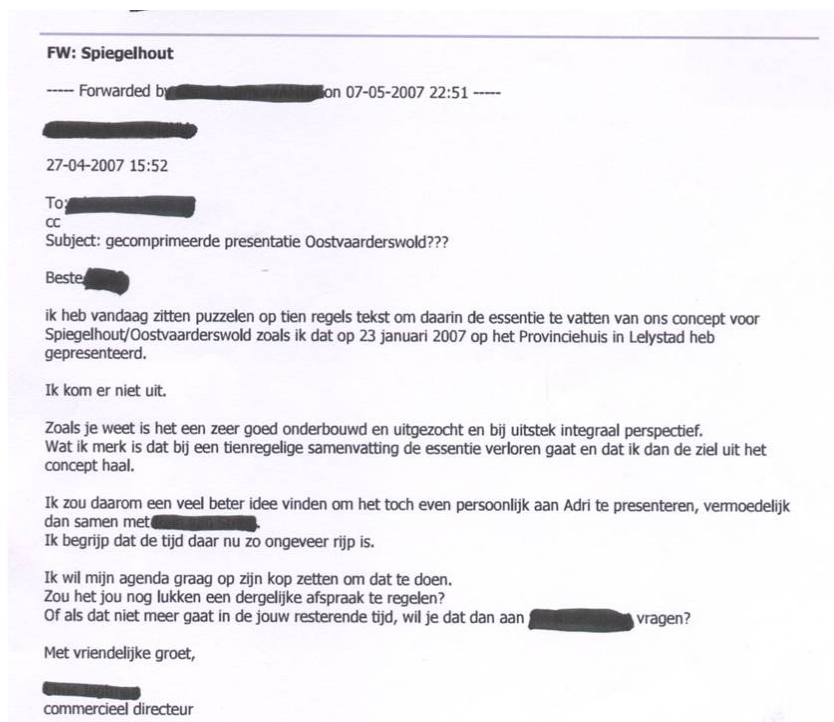 FW: Spiegelhout
----- Forwarded by on 07-05-2007 22:51 -----
27-04-2007 15:52
To:
cc
Subject: gecomprimeerde presentatie Oostvaarderswold???
Beste
ik heb vandaag zitten puzzelen op tien regels tekst om daarin de essentie te vatten van ons concept voor
Spiegelhout/Oostvaarderswold zoals ik dat op 23 januari 2007 op het Provinciehuis in Lelystad heb
gepresenteerd.
Ik kom er niet uit.
Zoals je weet is het een zeer goed onderbouwd en uitgezocht en bij uitstek integraal perspectief.
Wat ik merk is dat bij een tienregelige samenvatting de essentie verloren gaat en dat ik dan de ziel uit het
concept haal.
Ik zou daarom een veel beter idee vinden om het toch even persoonlijk aan Adri te presenteren, vermoedelijk
dan samen met .
Ik begrijp dat de tijd daar nu zo ongeveer rijp is.
Ik wil mijn agenda graag op zijn kop zetten om dat te doen.
Zou het jou nog lukken een dergelijke afspraak te regelen?
Of als dat niet meer gaat in de jouw resterende tijd, wil je dat dan aan vragen?
Met vriendelijke groet,
commercieel directeur